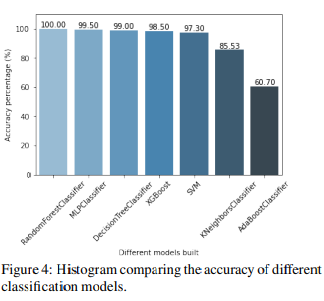 100.00 99.50 99.00 98.50 97.30 85.53 60.70
100
80
60
40
20
0
Accuracy percentage (%)
RandomForestClassifier
MLPClassifier
DecisionTreeClassifier
XGBoost
SVM
KNeighborsClassifier
AdaBoostClassifier
Different models built
Figure 4: Histogram comparing the accuracy of different
classification models.